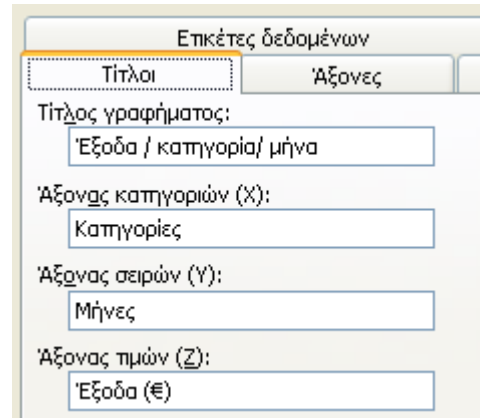 Ετικέτες δεδομένων
Τίτλοι Άξονες
Τίτλος γραφήματος:
Έξοδα / κατηγορία/ μήνα
Άξονας κατηγοριών (X):
Κατηγορίες
Άξονας σειρών (Y):
Μήνες
Άξονας τιμών (Z):
Έξοδα (€)